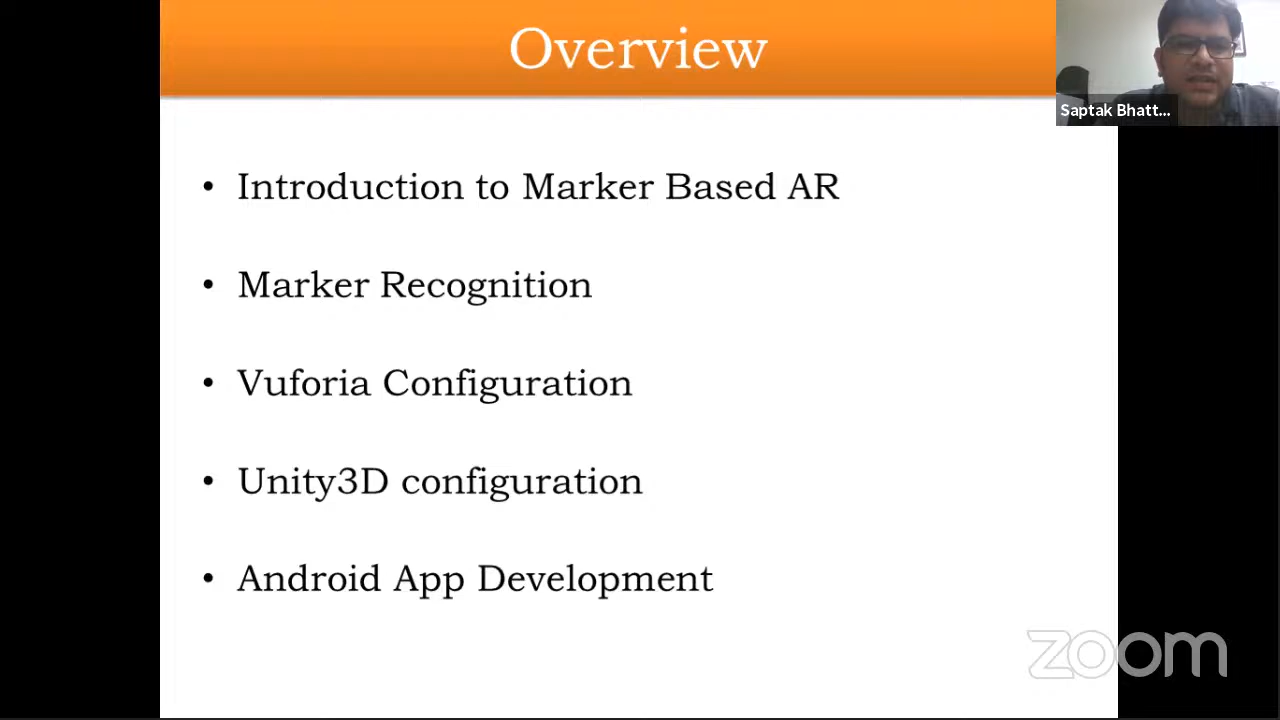 Overview
Saptak Bhatt...
• Introduction to Marker Based AR
• Marker Recognition
• Vuforia Configuration
• Unity3D configuration
• Android App Development
zoom